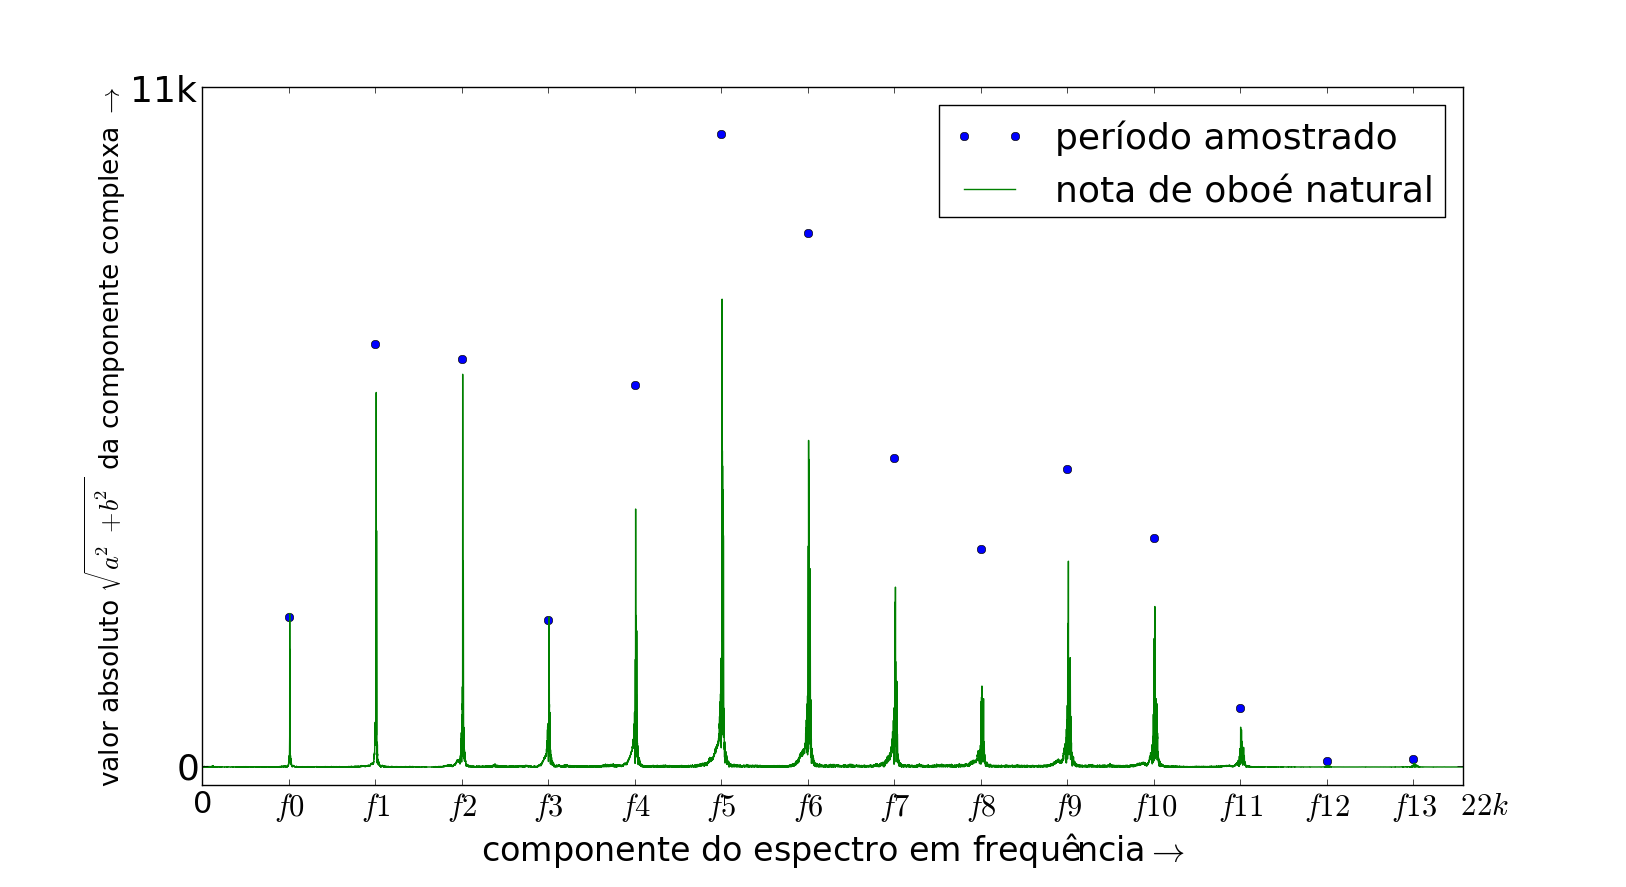 11k
período amostrado
nota de oboé natural
valor absoluto √a² + b² da componente complexa →
0
0 f0 f1 f2 f3 f4 f5 f6 f7 f8 f9 f10 f11 f12 f13 22k
componente do espectro em frequência →